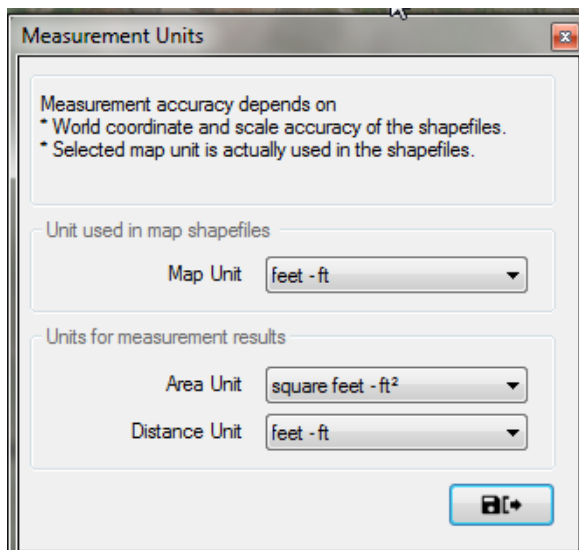 Measurement Units
Measurement accuracy depends on
* World coordinate and scale accuracy of the shapefiles.
* Selected map unit is actually used in the shapefiles.
Unit used in map shapefiles
Map Unit feet - ft
Units for measurement results
Area Unit square feet - ft²
Distance Unit feet - ft